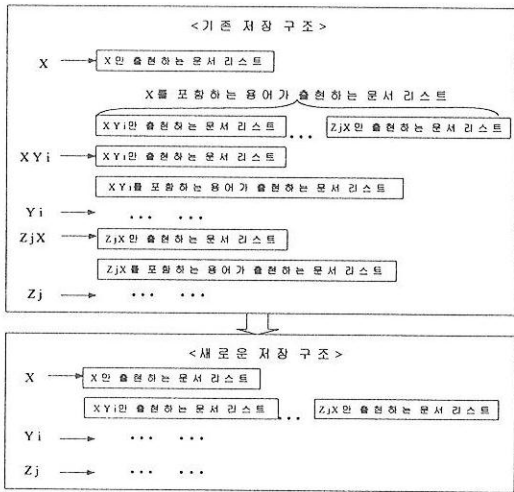 <기존 저장 구조>
X X만 출현하는 문서 리스트
X를 포함하는 용어가 출현하는 문서 리스트
XYi만 출현하는 문서 리스트 ... ZjX만 출현하는 문서 리스트
XYi XYi만 출현하는 문서 리스트
XYi를 포함하는 용어가 출현하는 문서 리스트
Yi ... ...
ZjX ZjX만 출현하는 문서 리스트
ZjX를 포함하는 용어가 출현하는 문서 리스트
Zj ... ...
<새로운 저장 구조>
X X만 출현하는 문서 리스트
XYi만 출현하는 문서 리스트 ... ZjX만 출현하는 문서 리스트
Yi ... ...
Zj ... ...